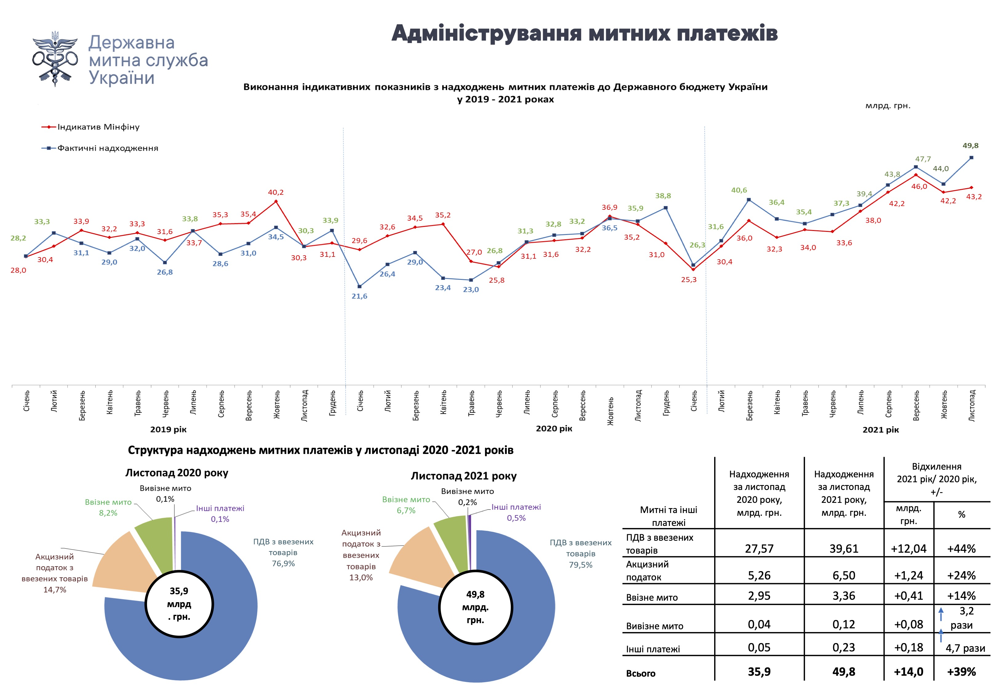 Державна
митна служба
України
Адміністрування митних платежів
Виконання індикативних показників з надходжень митних платежів до Державного бюджету України
у 2019 - 2021 роках
млрд. грн.
Індикатив Мінфіну
Фактичні надходження
28,2
28,0
33,3
30,4
33,9
31,1
32,2
29,0
33,3
32,0
31,6
26,8
33,8
33,7
35,3
28,6
35,4
31,0
40,2
34,5
30,3
30,3
33,9
31,1
29,6
21,6
32,6
26,4
34,5
29,0
35,2
23,4
27,0
23,0
26,8
25,8
31,3
31,1
32,8
31,6
33,2
32,2
36,9
36,5
35,9
35,2
38,8
31,0
26,3
25,3
31,6
30,4
40,6
36,0
36,4
32,3
35,4
34,0
37,3
33,6
39,4
38,0
43,8
42,2
47,7
46,0
44,0
42,2
49,8
43,2
Січень
Лютий
Березень
Квітень
Травень
Червень
Липень
Серпень
Вересень
Жовтень
Листопад
Грудень
Січень
Лютий
Березень
Квітень
Травень
Червень
Липень
Серпень
Вересень
Жовтень
Листопад
Грудень
Січень
Лютий
Березень
Квітень
Травень
Червень
Липень
Серпень
Вересень
Жовтень
Листопад
2019 рік
2020 рік
2021 рік
Структура надходжень митних платежів у листопаді 2020 -2021 років
Листопад 2020 року
Вивізне мито
0,1%
Ввізне мито
8,2%
Інші платежі
0,1%
ПДВ з ввезених
товарів
76,9%
Акцизний
податок з
ввезених товарів
14,7%
35,9
млрд
. грн.
Листопад 2021 року
Вивізне мито
0,2%
Ввізне мито
6,7%
Інші платежі
0,5%
Акцизний
податок з
ввезених
товарів
13,0%
ПДВ з ввезених
товарів
79,5%
49,8
млрд.
грн.
Митні та інші
платежі
Надходження
за листопад
2020 року,
млрд. грн.
Надходження
за листопад
2021 року,
млрд. грн.
Відхилення
2021 рік/ 2020 рік,
+/-
млрд.
грн.
%
ПДВ з ввезених
товарів
27,57 39,61 +12,04 +44%
Акцизний
податок
5,26 6,50 +1,24 +24%
Ввізне мито 2,95 3,36 +0,41 +14%
Вивізне мито 0,04 0,12 +0,08
3,2
рази
Інші платежі 0,05 0,23 +0,18 4,7 рази
Всього 35,9 49,8 +14,0 +39%